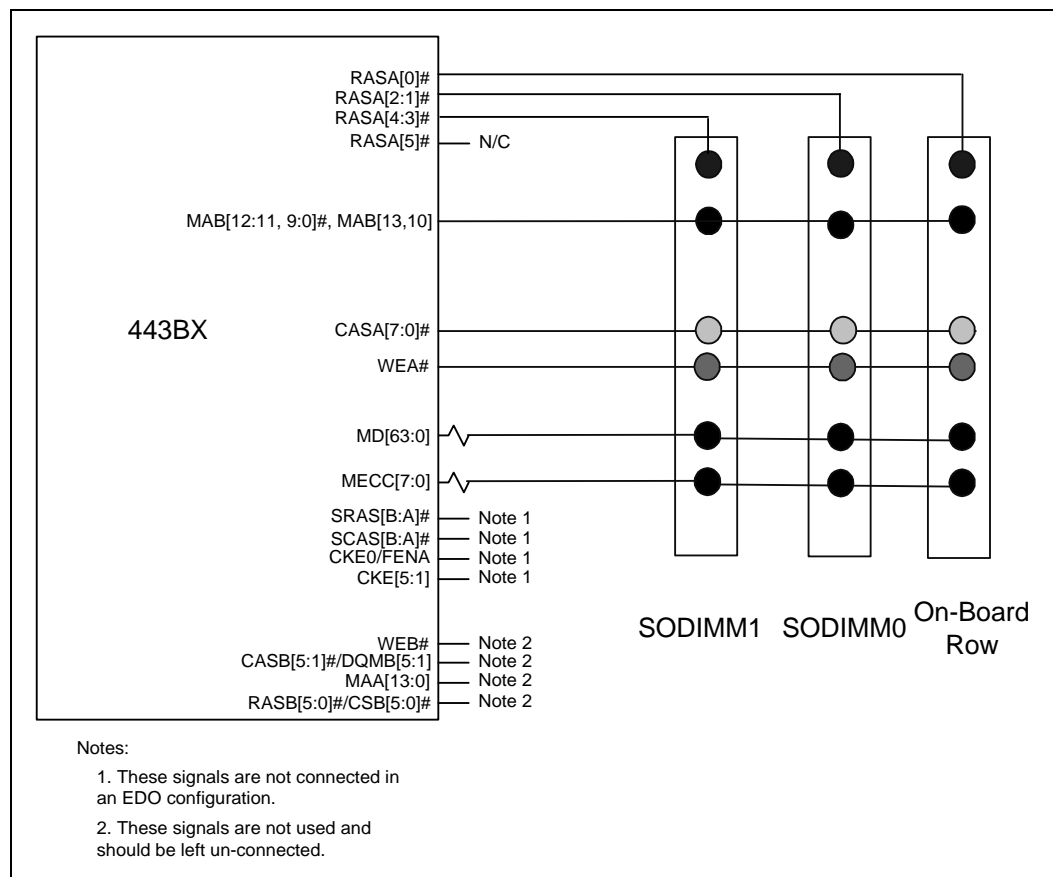 RASA[0]#
RASA[2:1]#
RASA[4:3]#
RASA[5]# N/C
MAB[12:11, 9:0]#, MAB[13,10]
443BX
CASA[7:0]#
WEA#
MD[63:0]
MECC[7:0]
SRAS[B:A]# Note 1
SCAS[B:A]# Note 1
CKE0/FENA Note 1
CKE[5:1] Note 1
WEB# Note 2
CASB[5:1]#/DQMB[5:1] Note 2
MAA[13:0] Note 2
RASB[5:0]#/CSB[5:0]# Note 2
SODIMM1 SODIMM0 On-Board
Row
Notes:
1. These signals are not connected in
an EDO configuration.
2. These signals are not used and
should be left un-connected.